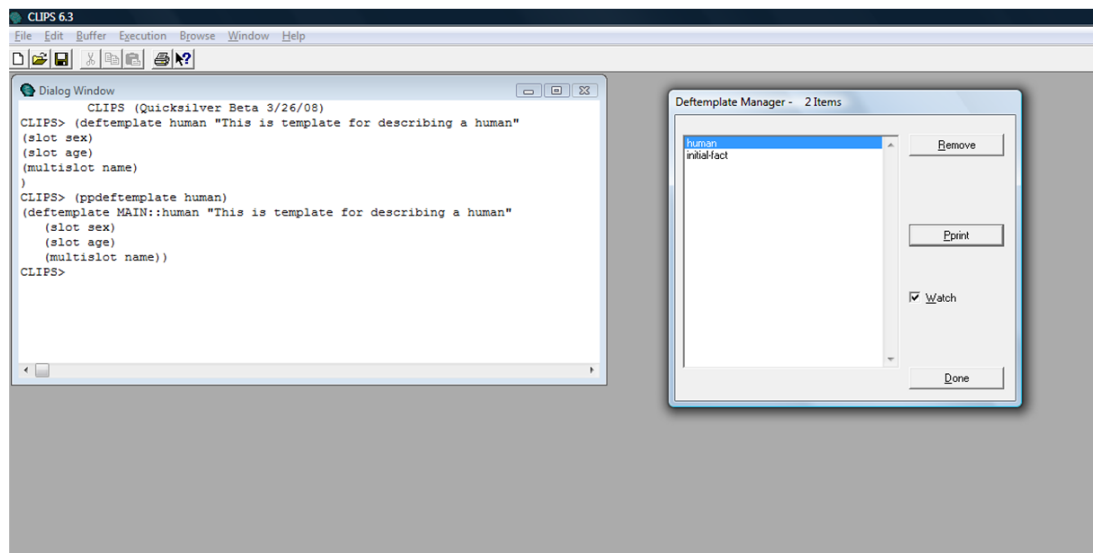 CLIPS 6.3
File Edit Buffer Execution Browse Window Help
Dialog Window
CLIPS (Quicksilver Beta 3/26/08)
CLIPS> (deftemplate human "This is template for describing a human"
(slot sex)
(slot age)
(multislot name)
)
CLIPS> (ppdeftemplate human)
(deftemplate MAIN::human "This is template for describing a human"
(slot sex)
(slot age)
(multislot name))
CLIPS>
Deftemplate Manager - 2 Items
human
initial-fact
Remove
Pprint
Watch
Done